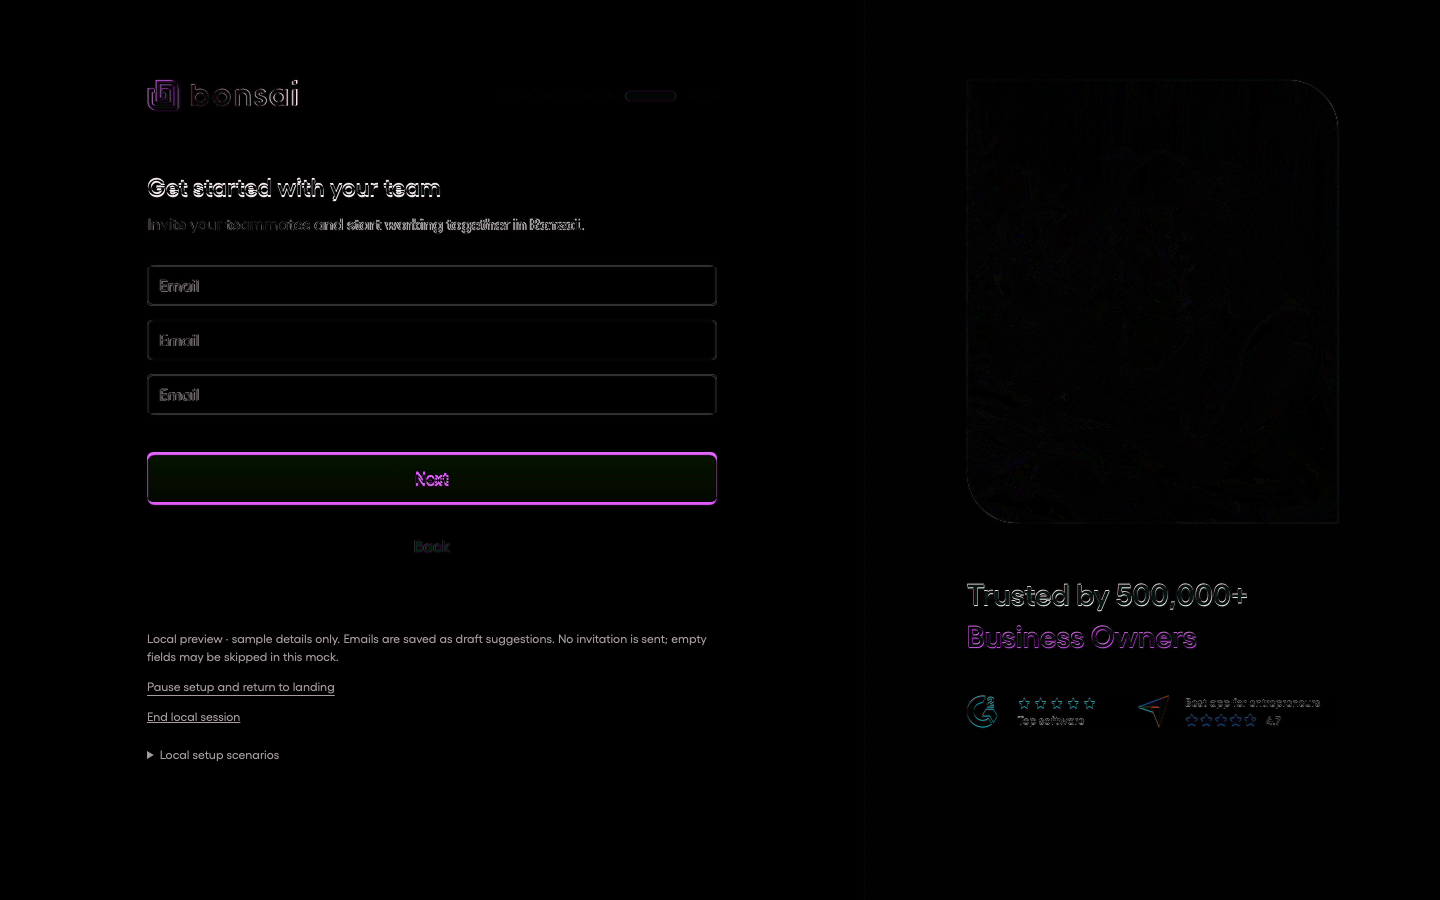 bonsai
Get started with your team
Invite your teammates and start working together in Bonsai.
Email
Email
Email
Next
Back
Local preview · sample details only. Emails are saved as draft suggestions. No invitation is sent; empty
fields may be skipped in this mock.
Pause setup and return to landing
End local session
▶ Local setup scenarios
Trusted by 500,000+
Business Owners
Top software
Best app for entrepreneurs
4.7